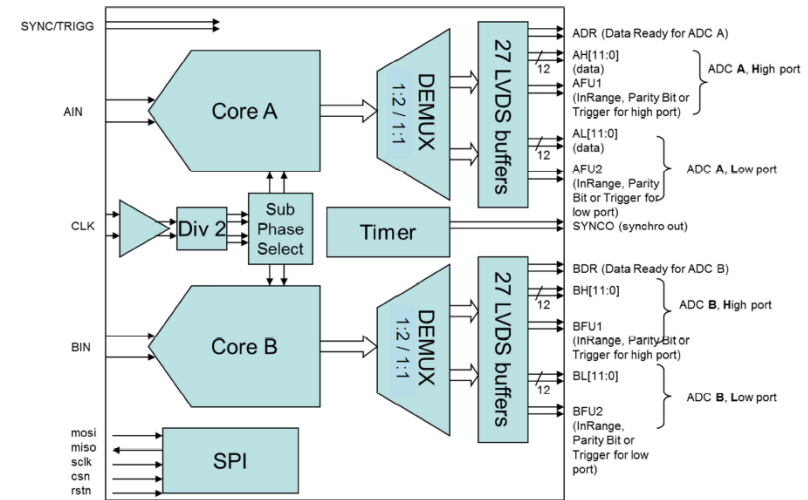 SYNC/TRIGG
AIN
CLK
BIN
mosi
miso
sclk
csn
rstn
Core A
Div 2
Sub
Phase
Select
Timer
Core B
SPI
DEMUX
1:2 / 1:1
27 LVDS buffers
DEMUX
1:2 / 1:1
27 LVDS buffers
ADR (Data Ready for ADC A)
AH[11:0]
(data)
12
AFU1
(InRange, Parity Bit or
Trigger for high port)
ADC A, High port
AL[11:0]
(data)
12
AFU2
(InRange, Parity
Bit or Trigger for
low port)
ADC A, Low port
SYNCO (synchro out)
BDR (Data Ready for ADC B)
BH[11:0]
12
BFU1
(InRange, Parity Bit or
Trigger for high port)
ADC B, High port
BL[11:0]
12
BFU2
(InRange,
Parity Bit or
Trigger for low
port)
ADC B, Low port